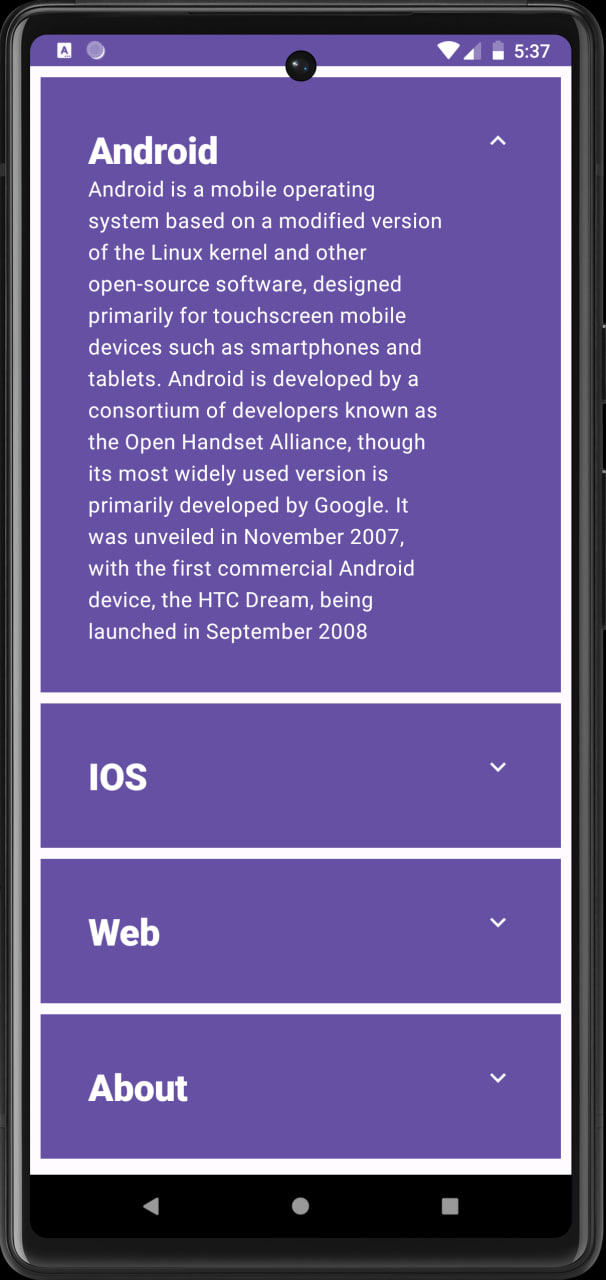 5:37
Android
Android is a mobile operating
system based on a modified version
of the Linux kernel and other
open-source software, designed
primarily for touchscreen mobile
devices such as smartphones and
tablets. Android is developed by a
consortium of developers known as
the Open Handset Alliance, though
its most widely used version is
primarily developed by Google. It
was unveiled in November 2007,
with the first commercial Android
device, the HTC Dream, being
launched in September 2008
IOS
Web
About